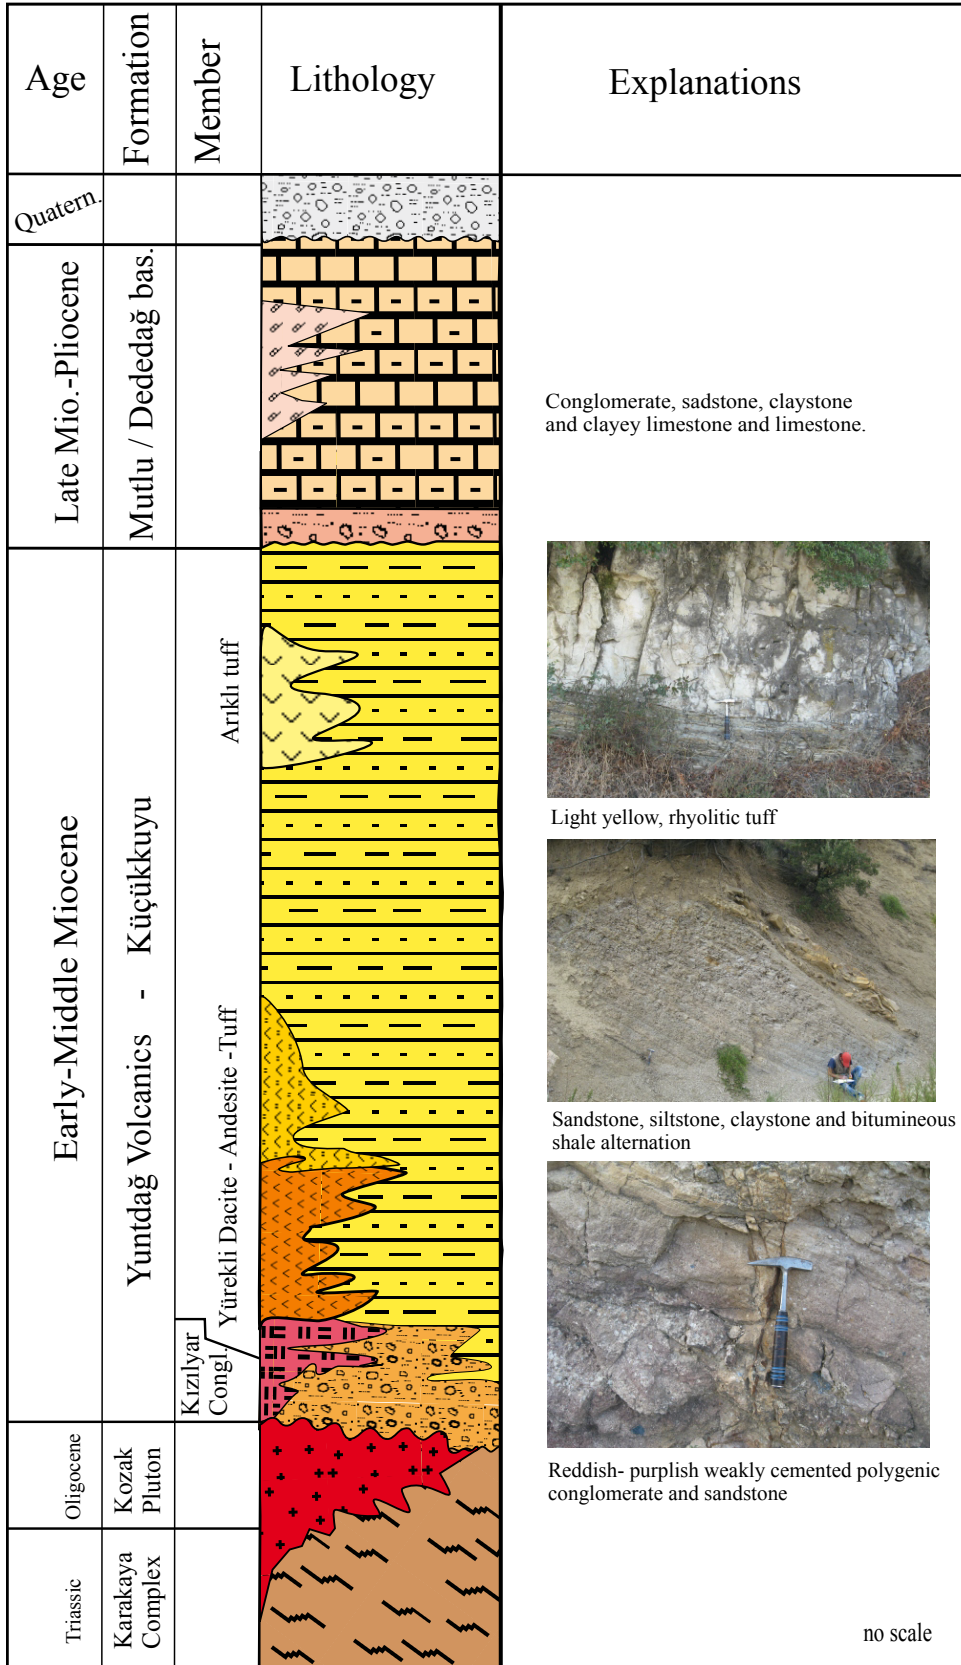 Age
Formation
Member
Lithology
Explanations
Quatern.
Late Mio.-Pliocene
Mutlu / Dededağ bas.
Conglomerate, sadstone, claystone
and clayey limestone and limestone.
Early-Middle Miocene
Yuntdağ Volcanics - Küçükkuyu
Arıklı tuff
Yürekli Dacite - Andesite -Tuff
Kızılyar
Congl.
Light yellow, rhyolitic tuff
Sandstone, siltstone, claystone and bitumineous
shale alternation
Reddish- purplish weakly cemented polygenic
conglomerate and sandstone
Oligocene
Kozak
Pluton
Triassic
Karakaya
Complex
no scale